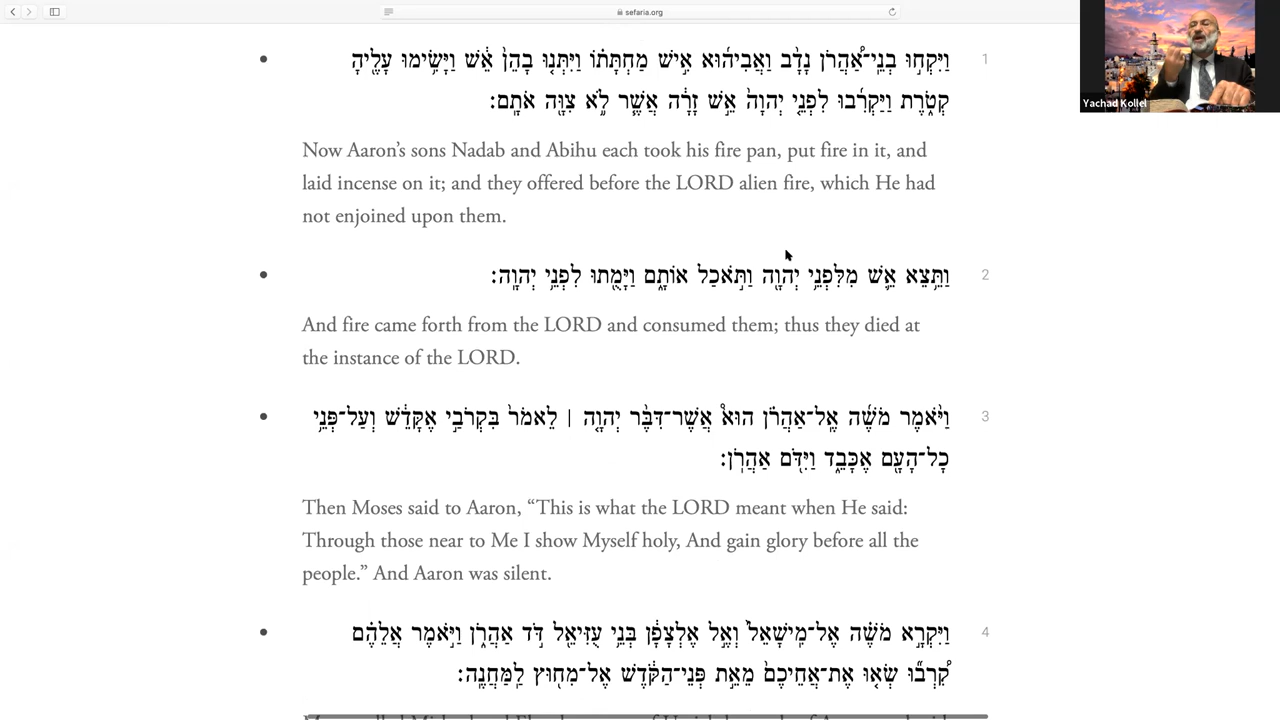 sefaria.org
Yachad Kollel
1
וַיִּקְח֣וּ בְנֵֽי־אַ֠הֲרֹ֠ן נָדָ֨ב וַאֲבִיה֜וּא אִ֣ישׁ מַחְתָּת֗וֹ וַיִּתְּנ֤וּ בָהֵן֙ אֵ֔שׁ וַיָּשִׂ֥ימוּ עָלֶ֖יהָ
קְטֹ֑רֶת וַיַּקְרִ֜בוּ לִפְנֵ֤י יְהוָה֙ אֵ֣שׁ זָרָ֔ה אֲשֶׁ֧ר לֹ֦א צִוָּ֖ה אֹתָֽם׃
Now Aaron’s sons Nadab and Abihu each took his fire pan, put fire in it, and
laid incense on it; and they offered before the LORD alien fire, which He had
not enjoined upon them.
2
וַתֵּ֥צֵא אֵ֛שׁ מִלִּפְנֵ֥י יְהוָ֖ה וַתֹּ֣אכַל אוֹתָ֑ם וַיָּמֻ֖תוּ לִפְנֵ֥י יְהוָֽה׃
And fire came forth from the LORD and consumed them; thus they died at
the instance of the LORD.
3
וַיֹּ֨אמֶר מֹשֶׁ֜ה אֶֽל־אַהֲרֹ֗ן הוּא֩ אֲשֶׁר־דִּבֶּ֨ר יְהוָ֤ה ׀ לֵאמֹר֙ בִּקְרֹבַ֣י אֶקָּדֵ֔שׁ וְעַל־פְּנֵ֥י
כָל־הָעָ֖ם אֶכָּבֵ֑ד וַיִּדֹּ֖ם אַהֲרֹֽן׃
Then Moses said to Aaron, “This is what the LORD meant when He said:
Through those near to Me I show Myself holy, And gain glory before all the
people.” And Aaron was silent.
4
וַיִּקְרָ֣א מֹשֶׁ֗ה אֶל־מִֽישָׁאֵל֙ וְאֶ֣ל אֶלְצָפָ֔ן בְּנֵ֥י עֻזִּיאֵ֖ל דֹּ֣ד אַהֲרֹ֑ן וַיֹּ֣אמֶר אֲלֵהֶ֗ם
קִ֠רְב֞וּ שְׂא֤וּ אֶת־אֲחֵיכֶם֙ מֵאֵ֣ת פְּנֵי־הַקֹּ֔דֶשׁ אֶל־מִח֖וּץ לַֽמַּחֲנֶֽה׃